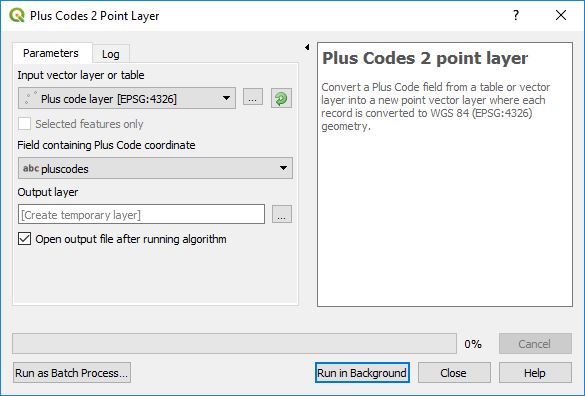 Plus Codes 2 Point Layer
Parameters
Log
Input vector layer or table
Plus code layer [EPSG:4326]
...
Selected features only
Field containing Plus Code coordinate
abc pluscodes
Output layer
[Create temporary layer]
...
Open output file after running algorithm
Plus Codes 2 point layer
Convert a Plus Code field from a table or vector
layer into a new point vector layer where each
record is converted to WGS 84 (EPSG:4326)
geometry.
0%
Cancel
Run as Batch Process...
Run in Background
Close
Help